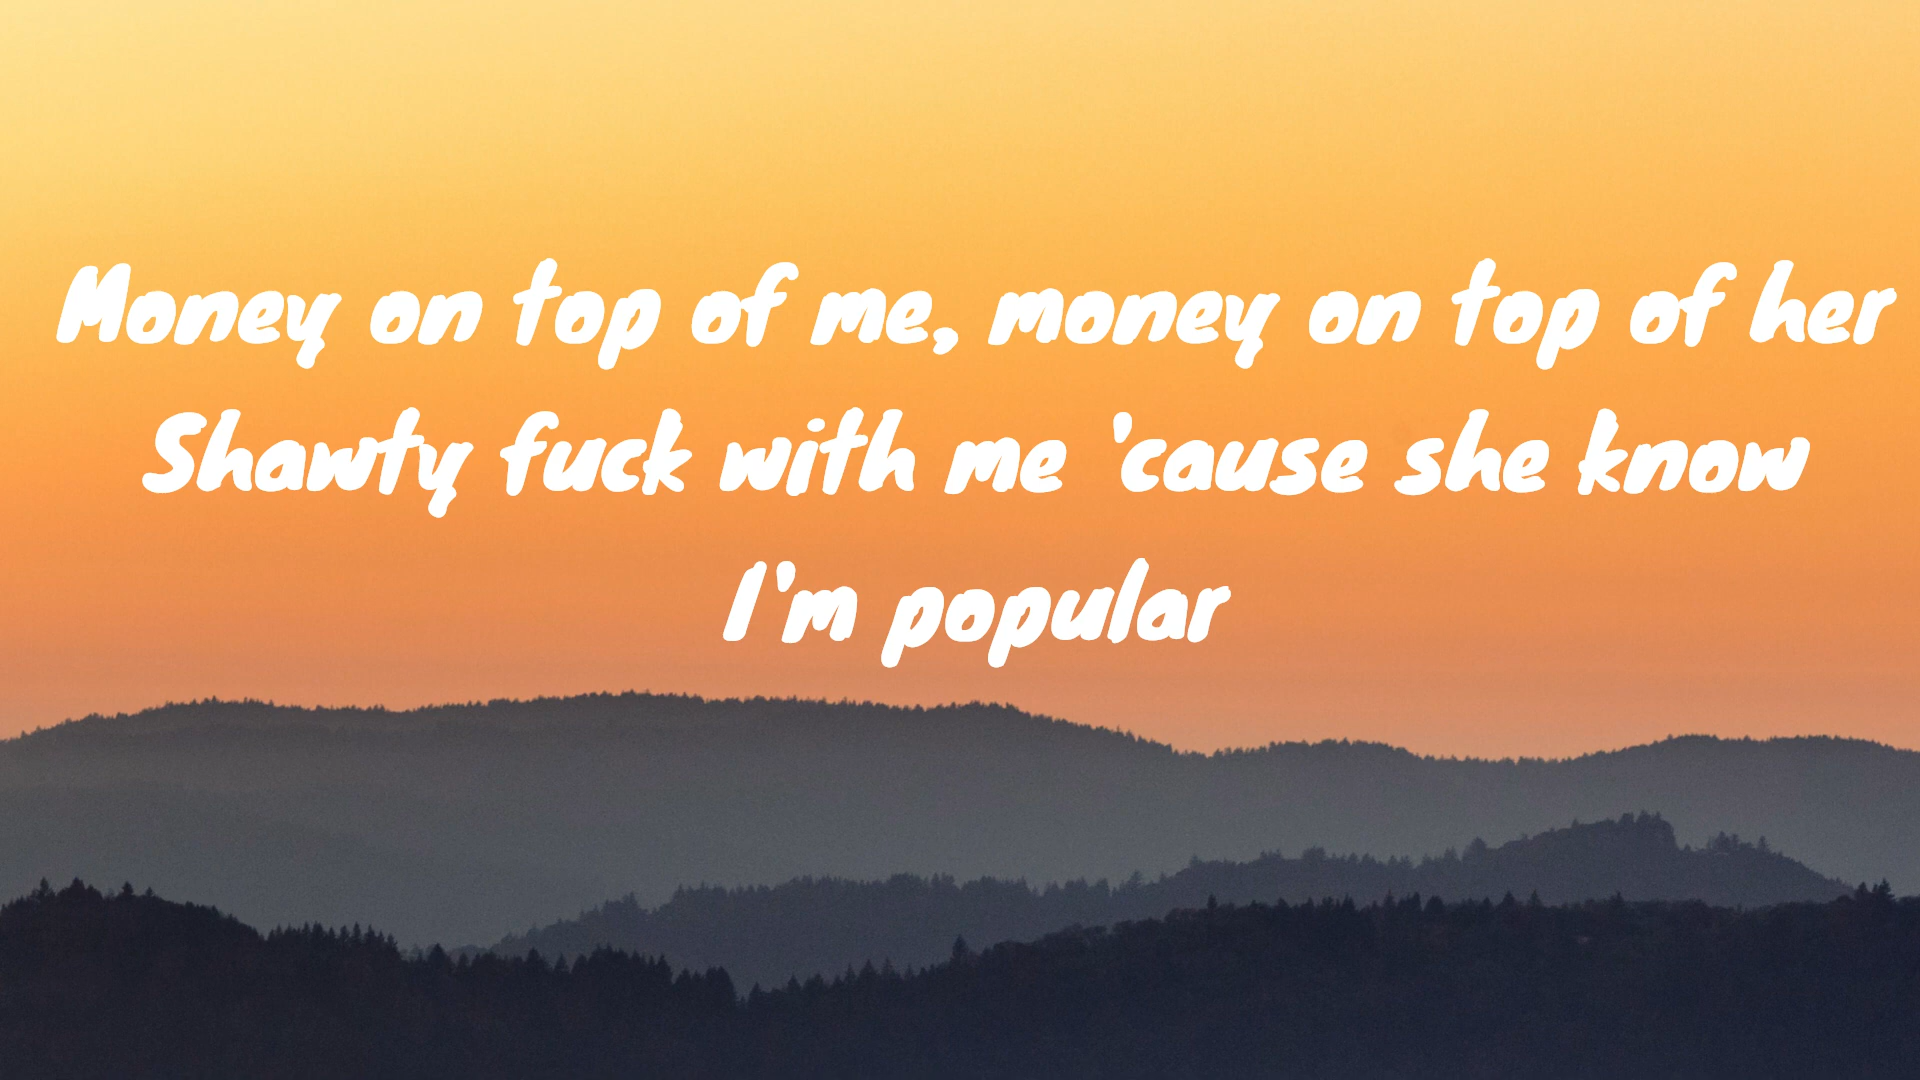 Money on top of me, money on top of her
Shawty fuck with me 'cause she know
I'm popular